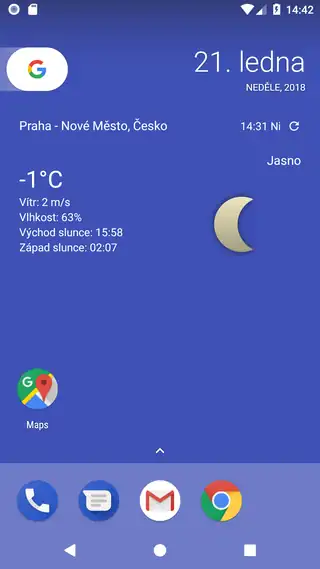 14:42
21. ledna
NEDĚLE, 2018
Praha - Nové Město, Česko
14:31 Ni
Jasno
-1°C
Vítr: 2 m/s
Vlhkost: 63%
Východ slunce: 15:58
Západ slunce: 02:07
Maps